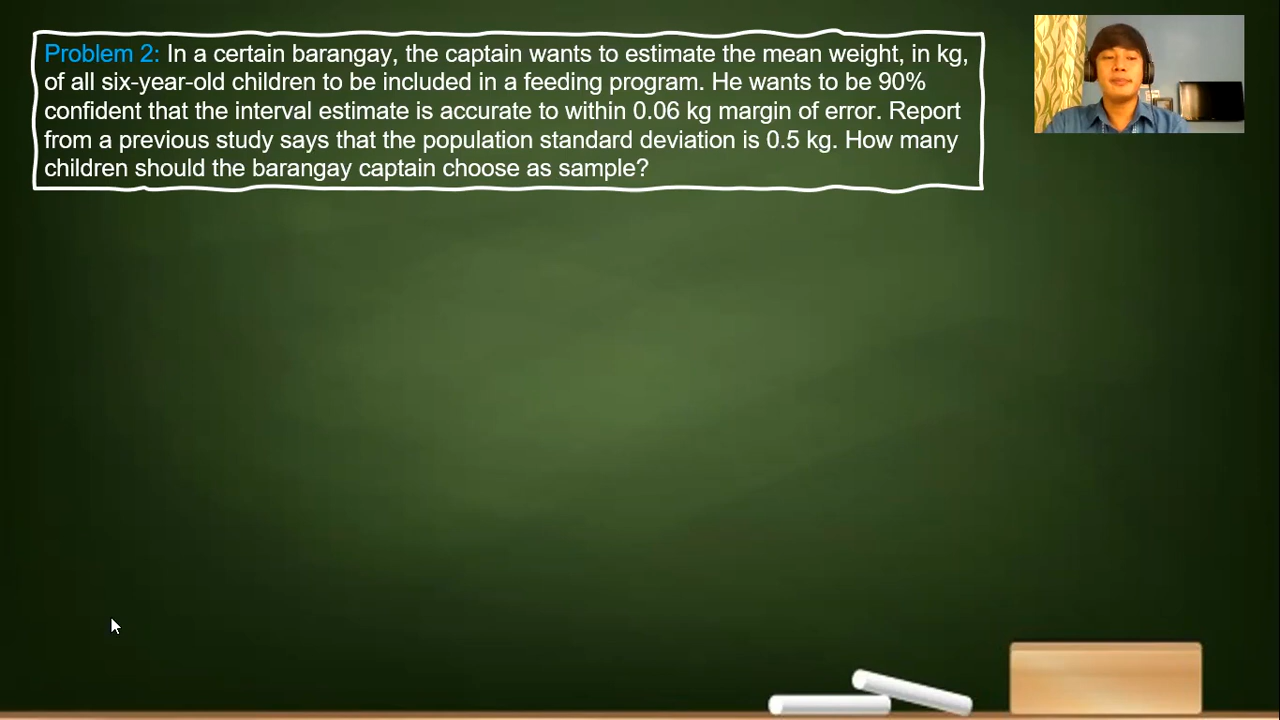 Problem 2: In a certain barangay, the captain wants to estimate the mean weight, in kg,
of all six-year-old children to be included in a feeding program. He wants to be 90%
confident that the interval estimate is accurate to within 0.06 kg margin of error. Report
from a previous study says that the population standard deviation is 0.5 kg. How many
children should the barangay captain choose as sample?